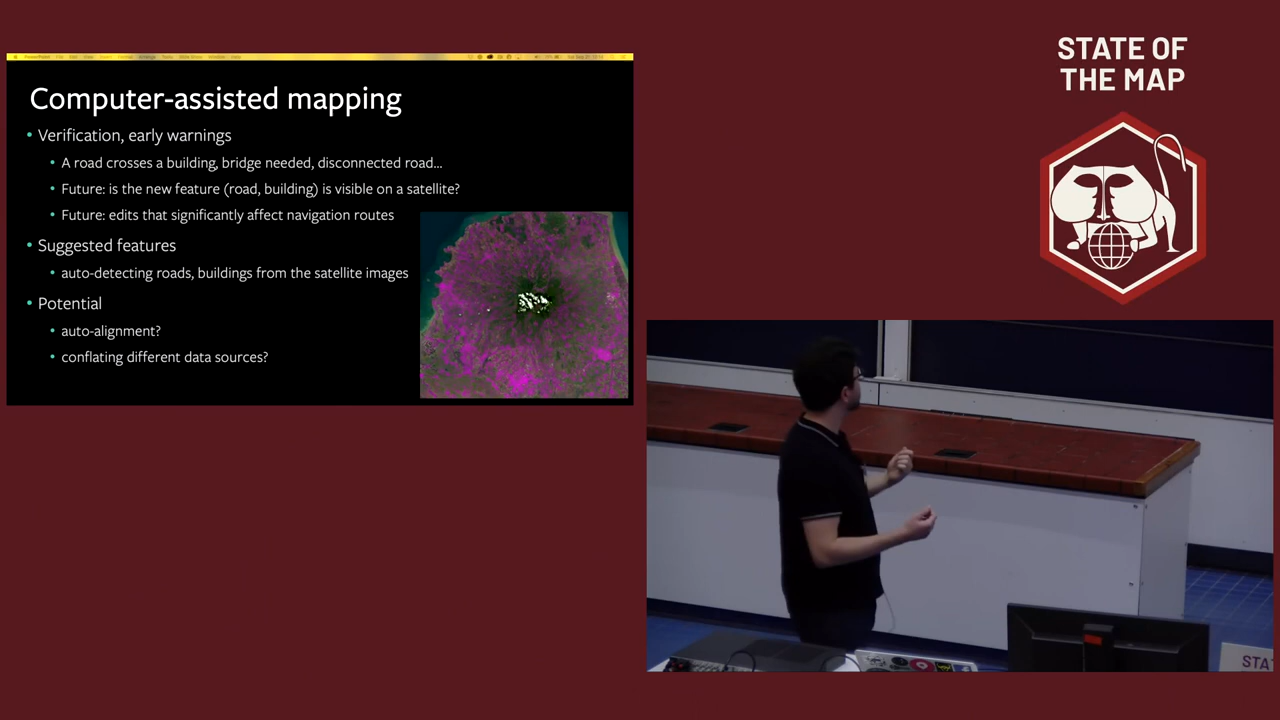 STATE OF
THE MAP
Computer-assisted mapping
• Verification, early warnings
• A road crosses a building, bridge needed, disconnected road...
• Future: is the new feature (road, building) is visible on a satellite?
• Future: edits that significantly affect navigation routes
• Suggested features
• auto-detecting roads, buildings from the satellite images
• Potential
• auto-alignment?
• conflating different data sources?
STA